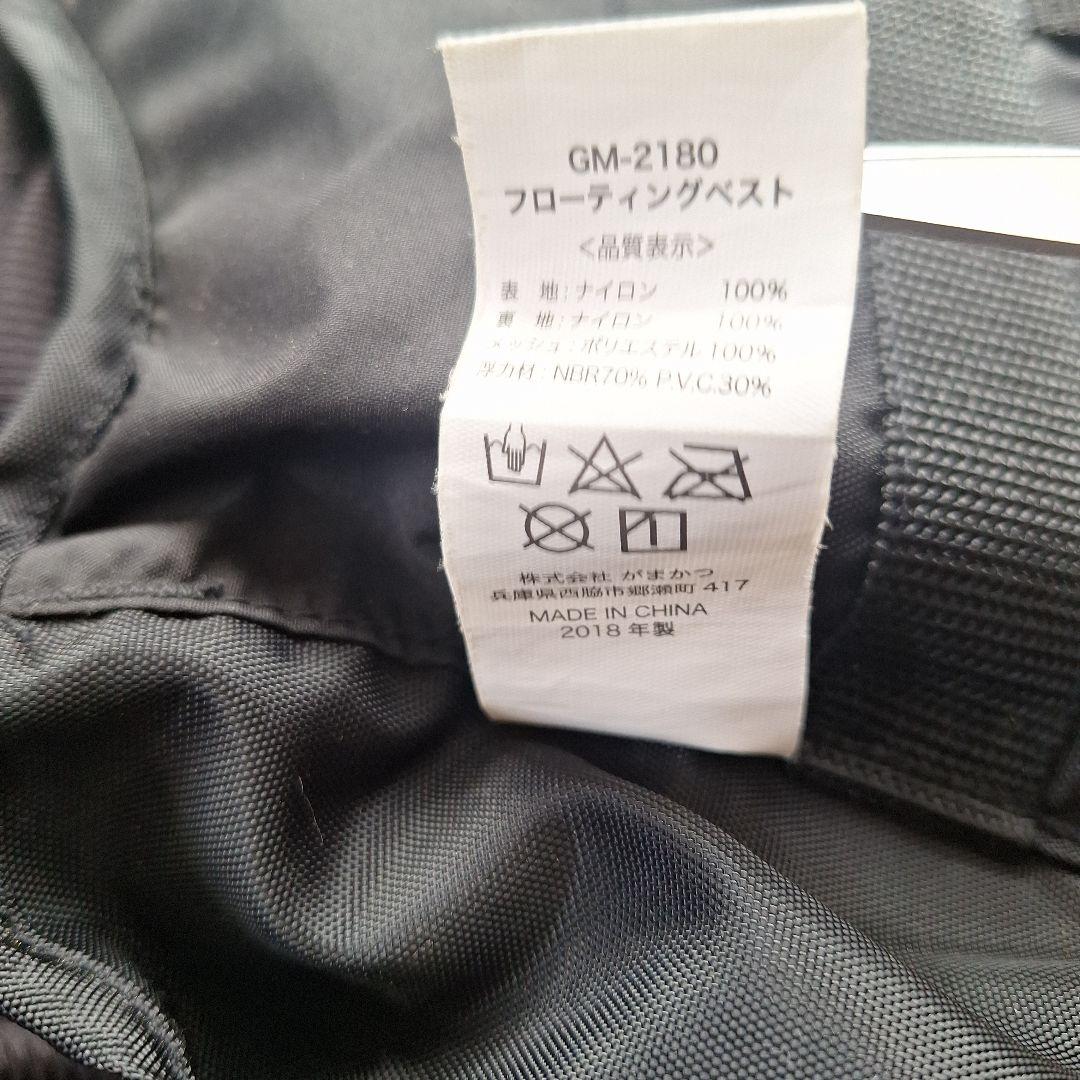 GM-2180
フローティングベスト
<品質表示>
表 地:ナイロン 100%
裏 地:ナイロン 100%
メッシュ:ポリエステル 100%
浮力材:NBR70% P.V.C.30%
株式会社 がまかつ
兵庫県西脇市郷瀬町 417
MADE IN CHINA
2018 年製